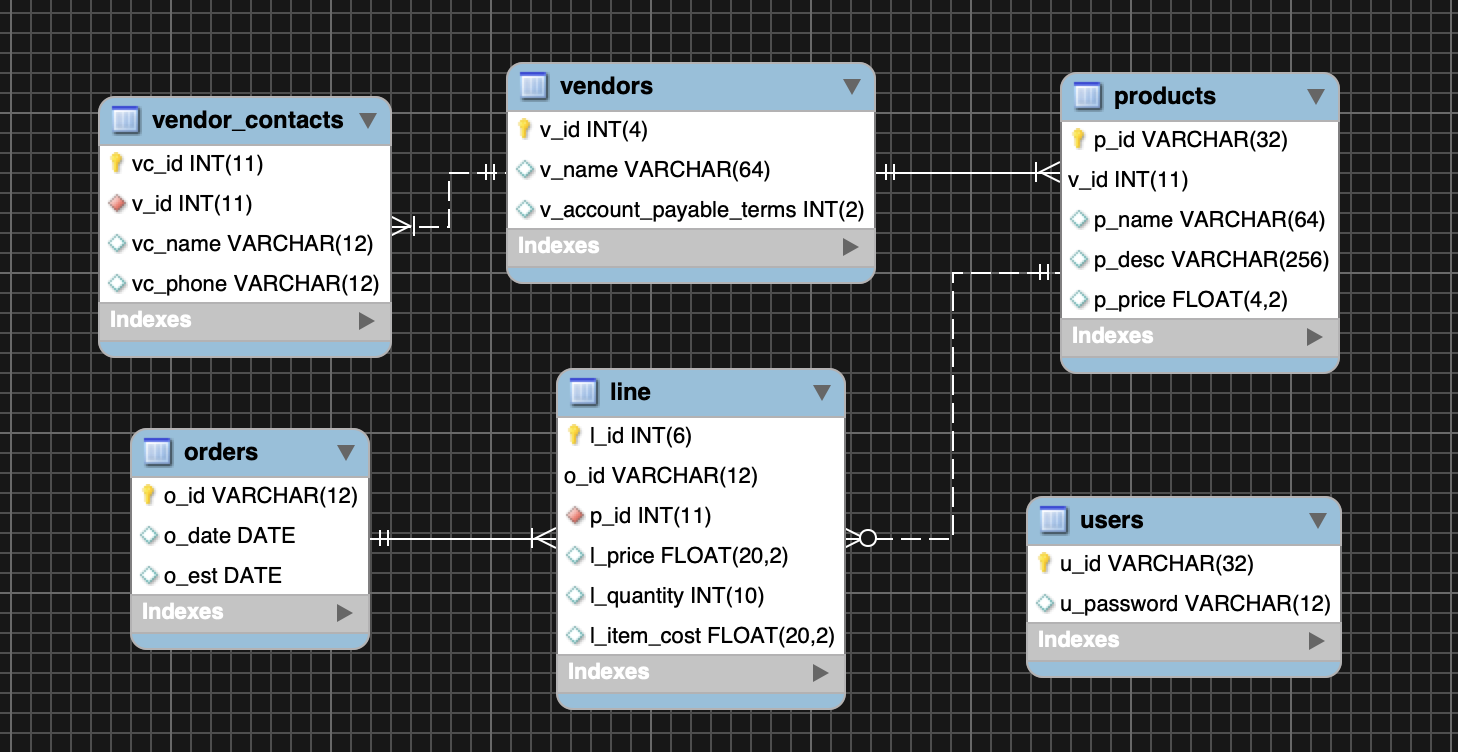 vendor_contacts
vc_id INT(11)
v_id INT(11)
vc_name VARCHAR(12)
vc_phone VARCHAR(12)
Indexes
vendors
v_id INT(4)
v_name VARCHAR(64)
v_account_payable_terms INT(2)
Indexes
products
p_id VARCHAR(32)
v_id INT(11)
p_name VARCHAR(64)
p_desc VARCHAR(256)
p_price FLOAT(4,2)
Indexes
orders
o_id VARCHAR(12)
o_date DATE
o_est DATE
Indexes
line
l_id INT(6)
o_id VARCHAR(12)
p_id INT(11)
l_price FLOAT(20,2)
l_quantity INT(10)
l_item_cost FLOAT(20,2)
Indexes
users
u_id VARCHAR(32)
u_password VARCHAR(12)
Indexes